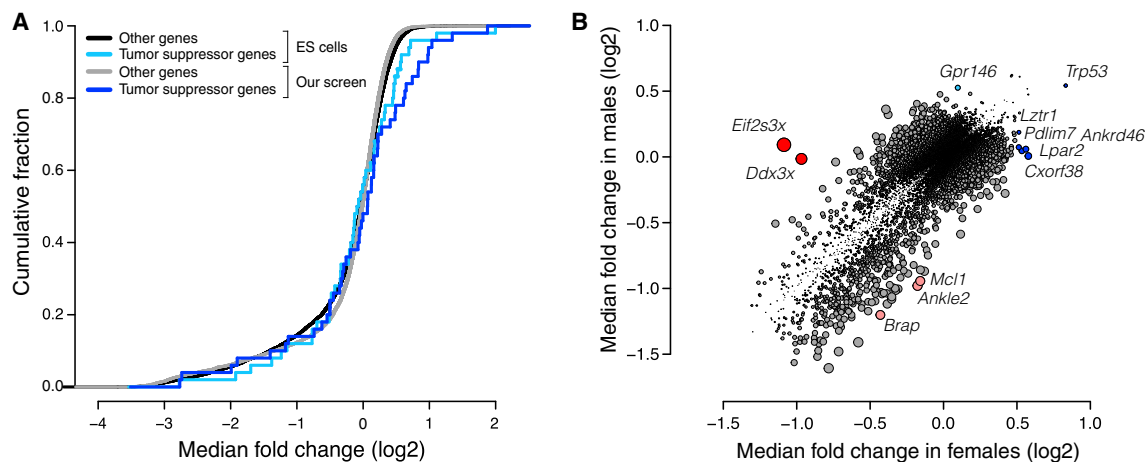 A
Cumulative fraction
1.0
0.8
0.6
0.4
0.2
0.0
Other genes
Tumor suppressor genes
ES cells
Other genes
Tumor suppressor genes
Our screen
−4 −3 −2 −1 0 1 2
Median fold change (log2)
B
Median fold change in males (log2)
1.0
0.5
0.0
−0.5
−1.0
−1.5
Gpr146
Trp53
Eif2s3x
Ddx3x
Lztr1
Pdlim7 Ankrd46
Lpar2
Cxorf38
Mcl1
Ankle2
Brap
−1.5 −1.0 −0.5 0.0 0.5 1.0
Median fold change in females (log2)